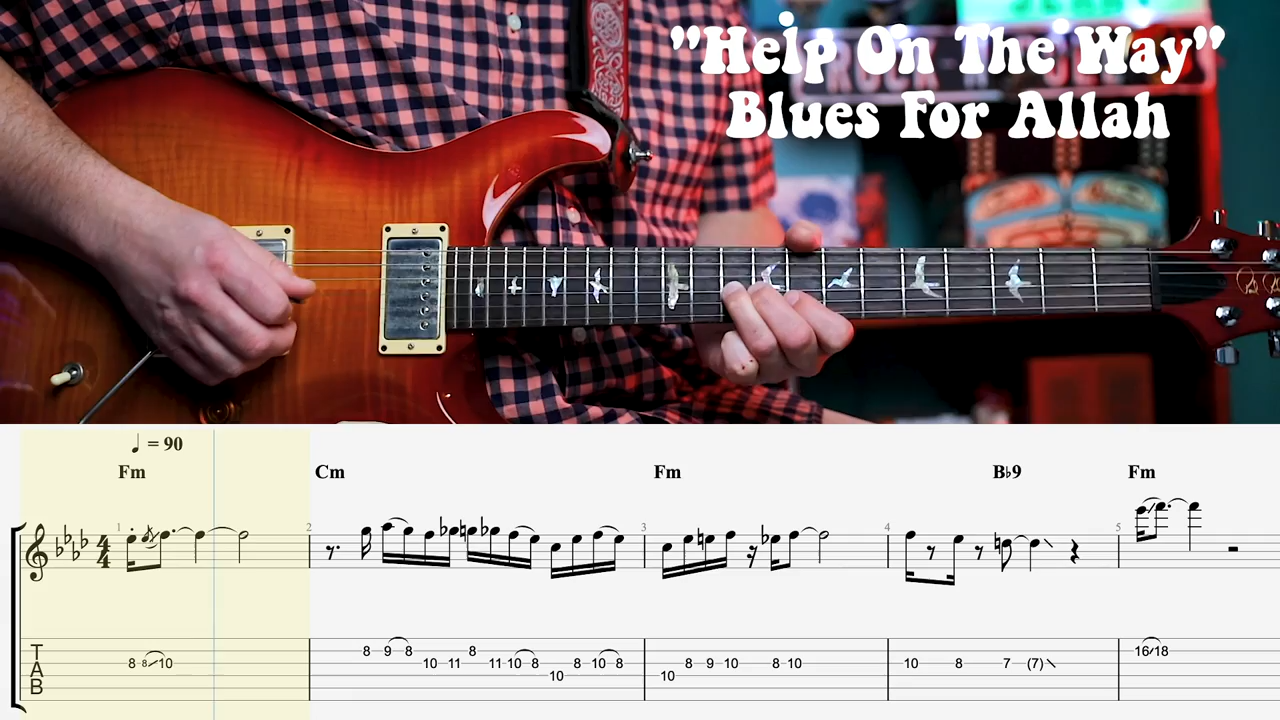 "Help On The Way"
Blues For Allah
♩ = 90
Fm Cm Fm B♭9 Fm
1 2 3 4 5
4
4
8 9 8 8 16 18
T
A
B
8 8 10 10 11 11 10 8 8 10 8 8 9 10 8 10 10 8 7 (7)
10 10